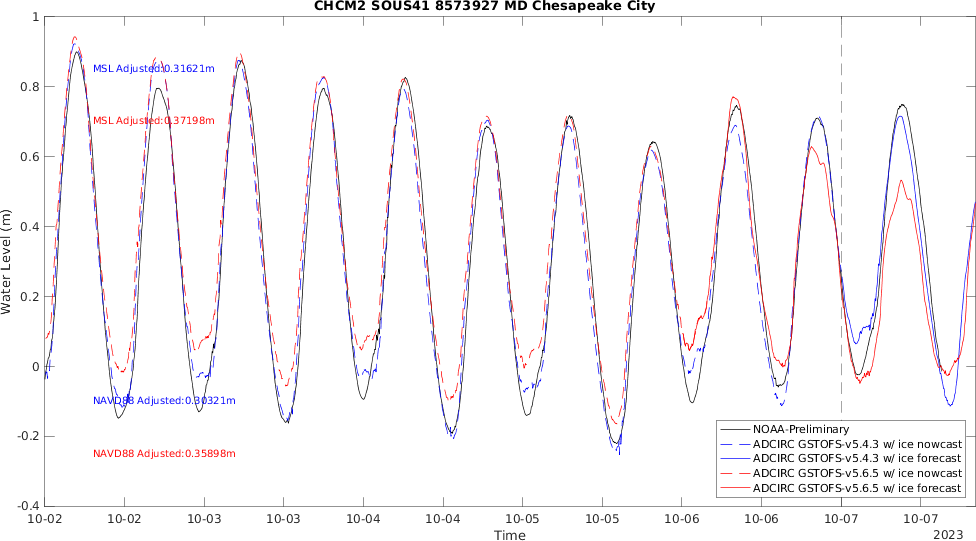 CHCM2 SOUS41 8573927 MD Chesapeake City
1
0.8
0.6
0.4
0.2
0
-0.2
-0.4
Water Level (m)
MSL Adjusted:0.31621m
MSL Adjusted:0.37198m
NAVD88 Adjusted:0.30321m
NAVD88 Adjusted:0.35898m
NOAA-Preliminary
ADCIRC GSTOFS-v5.4.3 w/ ice nowcast
ADCIRC GSTOFS-v5.4.3 w/ ice forecast
ADCIRC GSTOFS-v5.6.5 w/ ice nowcast
ADCIRC GSTOFS-v5.6.5 w/ ice forecast
10-02 10-02 10-03 10-03 10-04 10-04 10-05 10-05 10-06 10-06 10-07 10-07
Time
2023